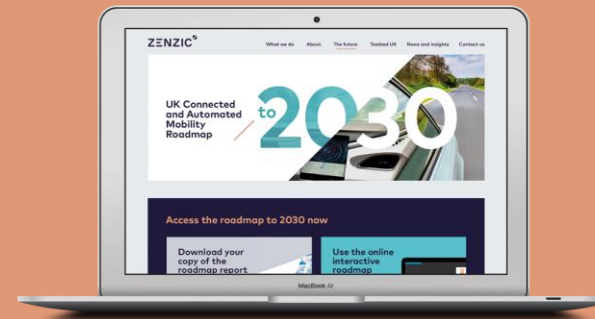 ZENZIC
What we do About The future Testbed UK News and insights Contact us
UK Connected
and Automated
Mobility
Roadmap
to
2030
Access the roadmap to 2030 now
Download your
copy of the
roadmap report
Use the online
interactive
roadmap
MacBook Air